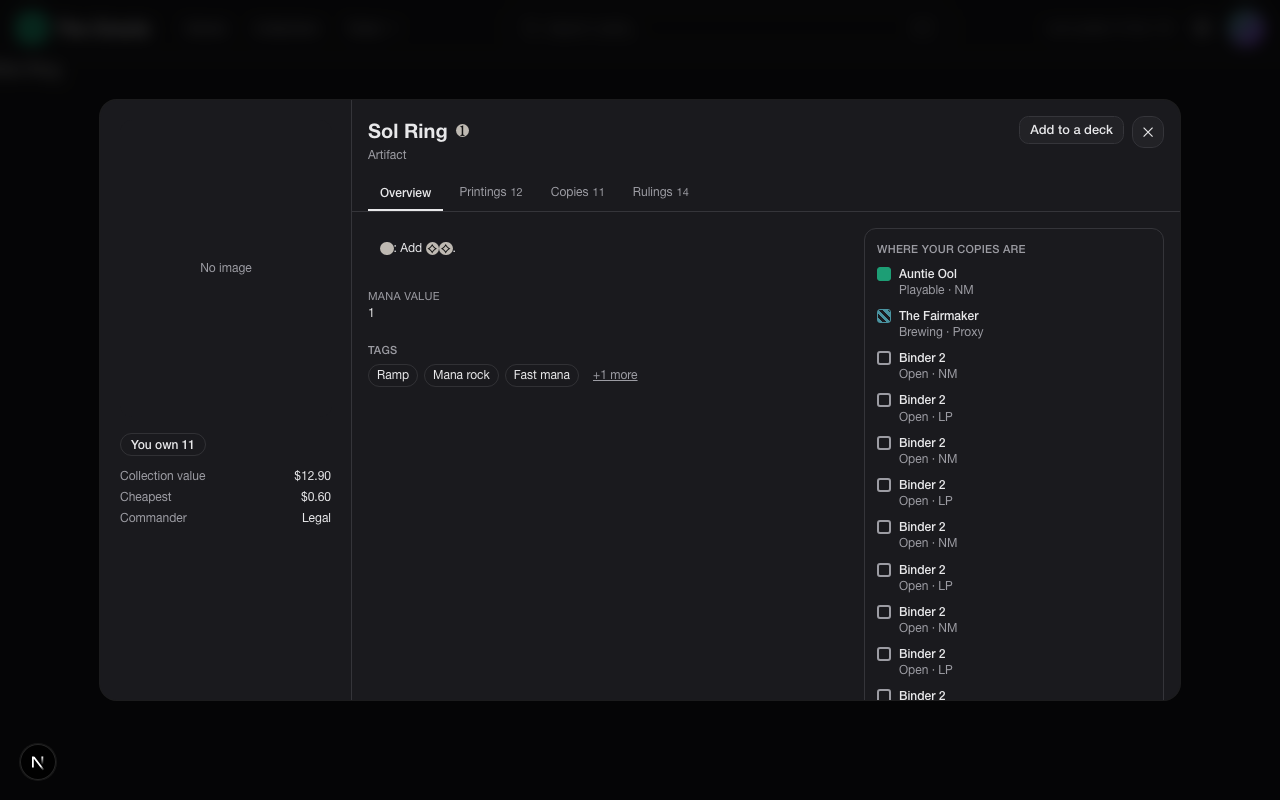 No image
You own 11
Collection value $12.90
Cheapest $0.60
Commander Legal
Sol Ring 1
Artifact
Add to a deck
Overview Printings 12 Copies 11 Rulings 14
: Add .
MANA VALUE
1
TAGS
Ramp Mana rock Fast mana +1 more
WHERE YOUR COPIES ARE
Auntie Ool
Playable · NM
The Fairmaker
Brewing · Proxy
Binder 2
Open · NM
Binder 2
Open · LP
Binder 2
Open · NM
Binder 2
Open · LP
Binder 2
Open · NM
Binder 2
Open · LP
Binder 2
Open · NM
Binder 2
Open · LP
Binder 2
N